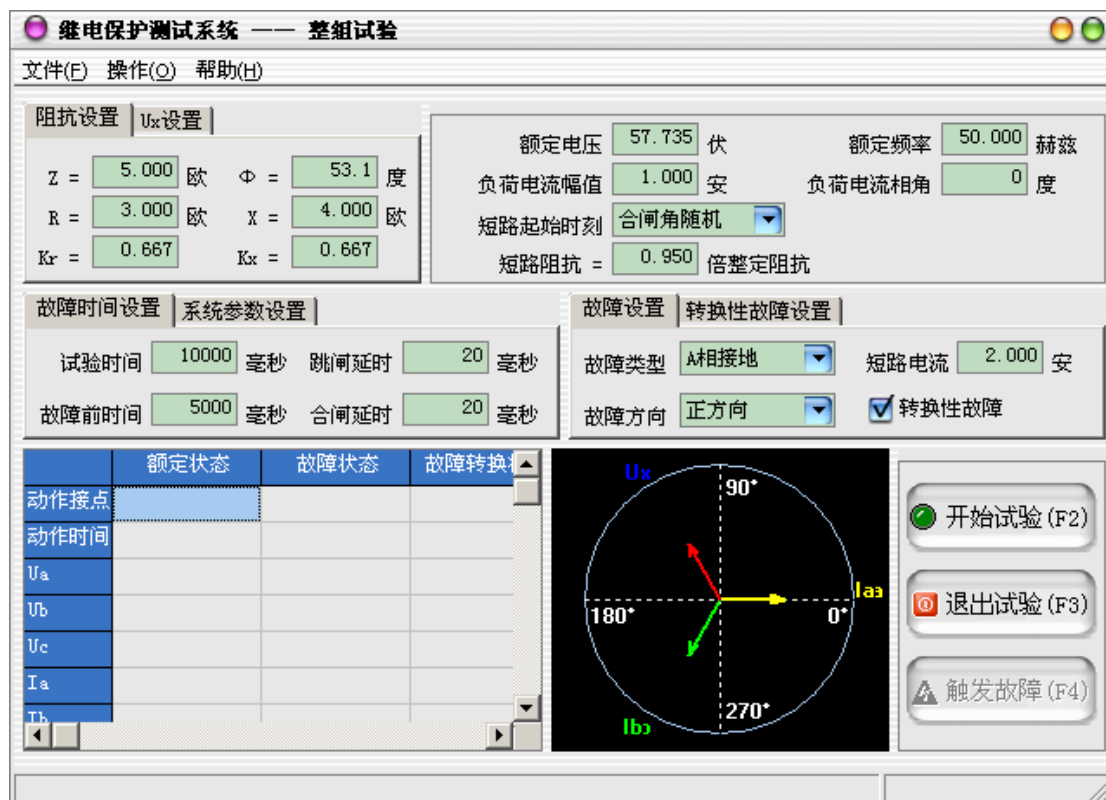 继电保护测试系统 —— 整组试验
文件(F) 操作(O) 帮助(H)
阻抗设置 Ux设置
Z = 5.000 欧 Φ = 53.1 度
R = 3.000 欧 X = 4.000 欧
Kr = 0.667 Kx = 0.667
额定电压 57.735 伏 额定频率 50.000 赫兹
负荷电流幅值 1.000 安 负荷电流相角 0 度
短路起始时刻 合闸角随机
短路阻抗 = 0.950 倍整定阻抗
故障时间设置 系统参数设置
试验时间 10000 毫秒 跳闸延时 20 毫秒
故障前时间 5000 毫秒 合闸延时 20 毫秒
故障设置 转换性故障设置
故障类型 A相接地 短路电流 2.000 安
故障方向 正方向 转换性故障
额定状态 故障状态 故障转换
动作接点
动作时间
Ua
Ub
Uc
Ia
Ib
Ux
90°
180°
0°
270°
开始试验(F2)
退出试验(F3)
触发故障(F4)